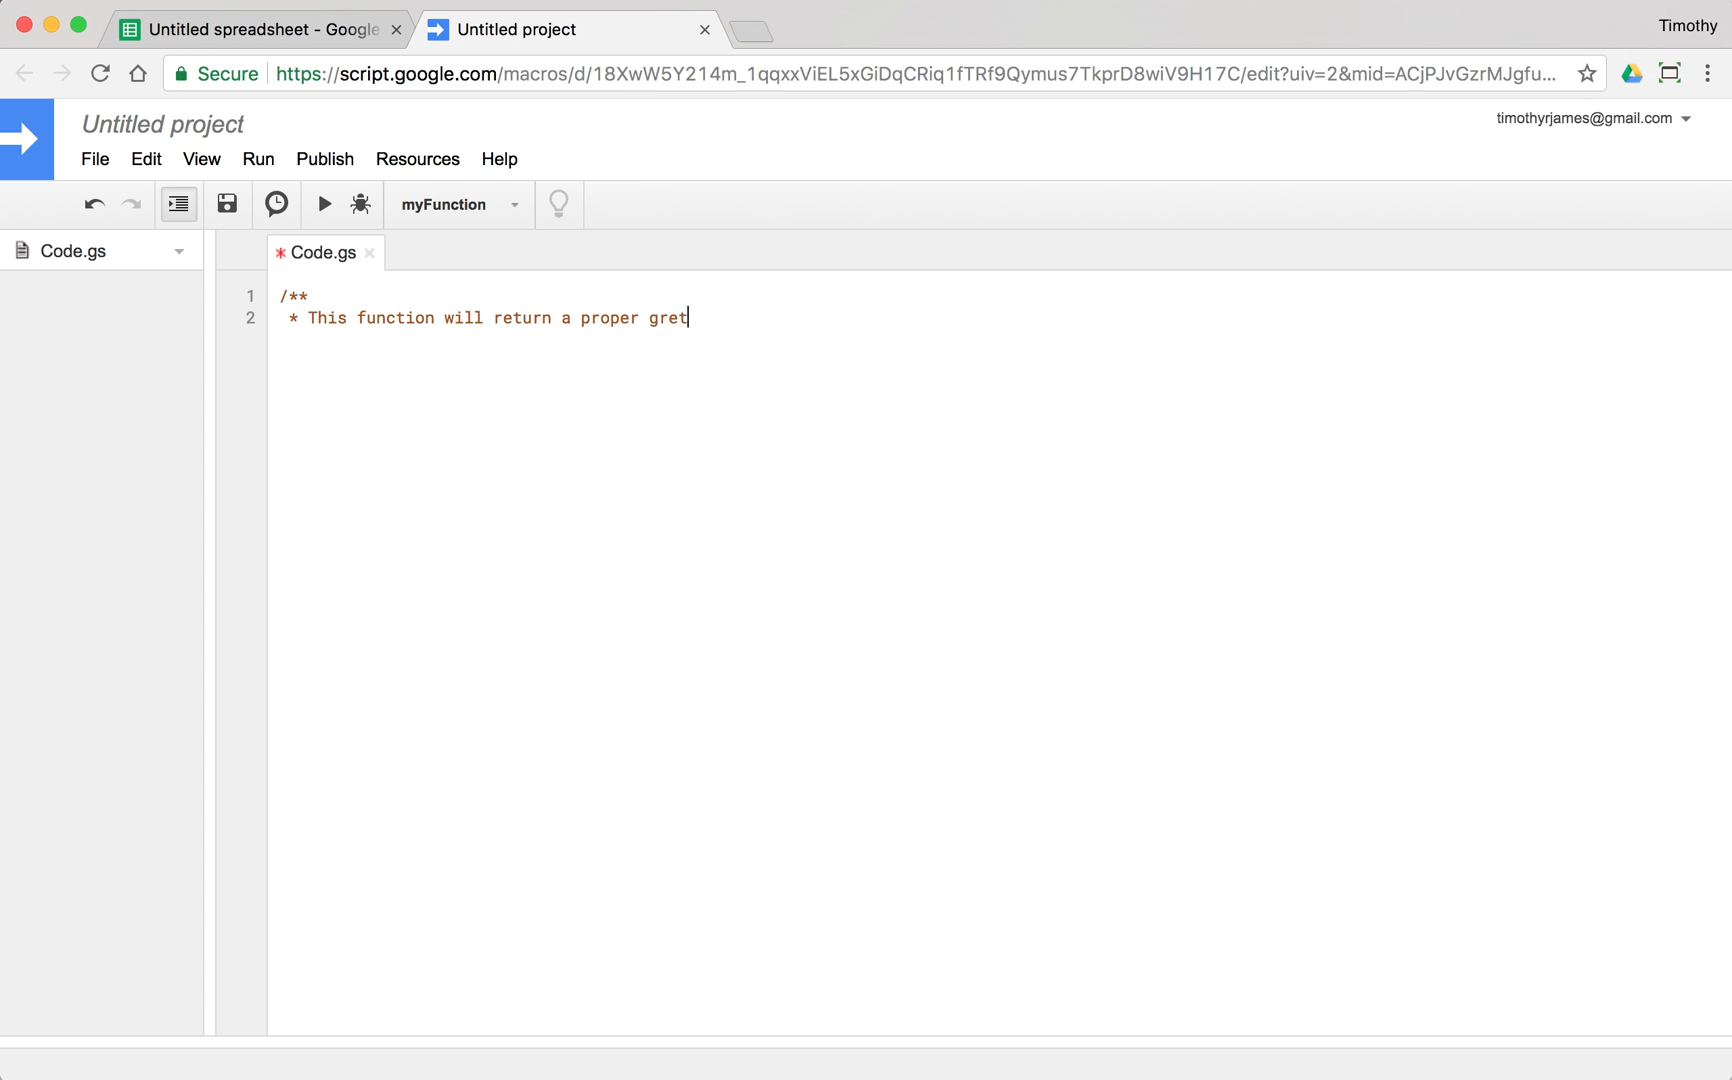 Untitled spreadsheet - Google
Untitled project
Timothy
Secure https://script.google.com/macros/d/18XwW5Y214m_1qqxxViEL5xGiDqCRiq1fTRf9Qymus7TkprD8wiV9H17C/edit?uiv=2&mid=ACjPJvGzrMJgfu...
Untitled project
timothyrjames@gmail.com
File Edit View Run Publish Resources Help
myFunction
Code.gs
* Code.gs
1 /**
2 * This function will return a proper gret